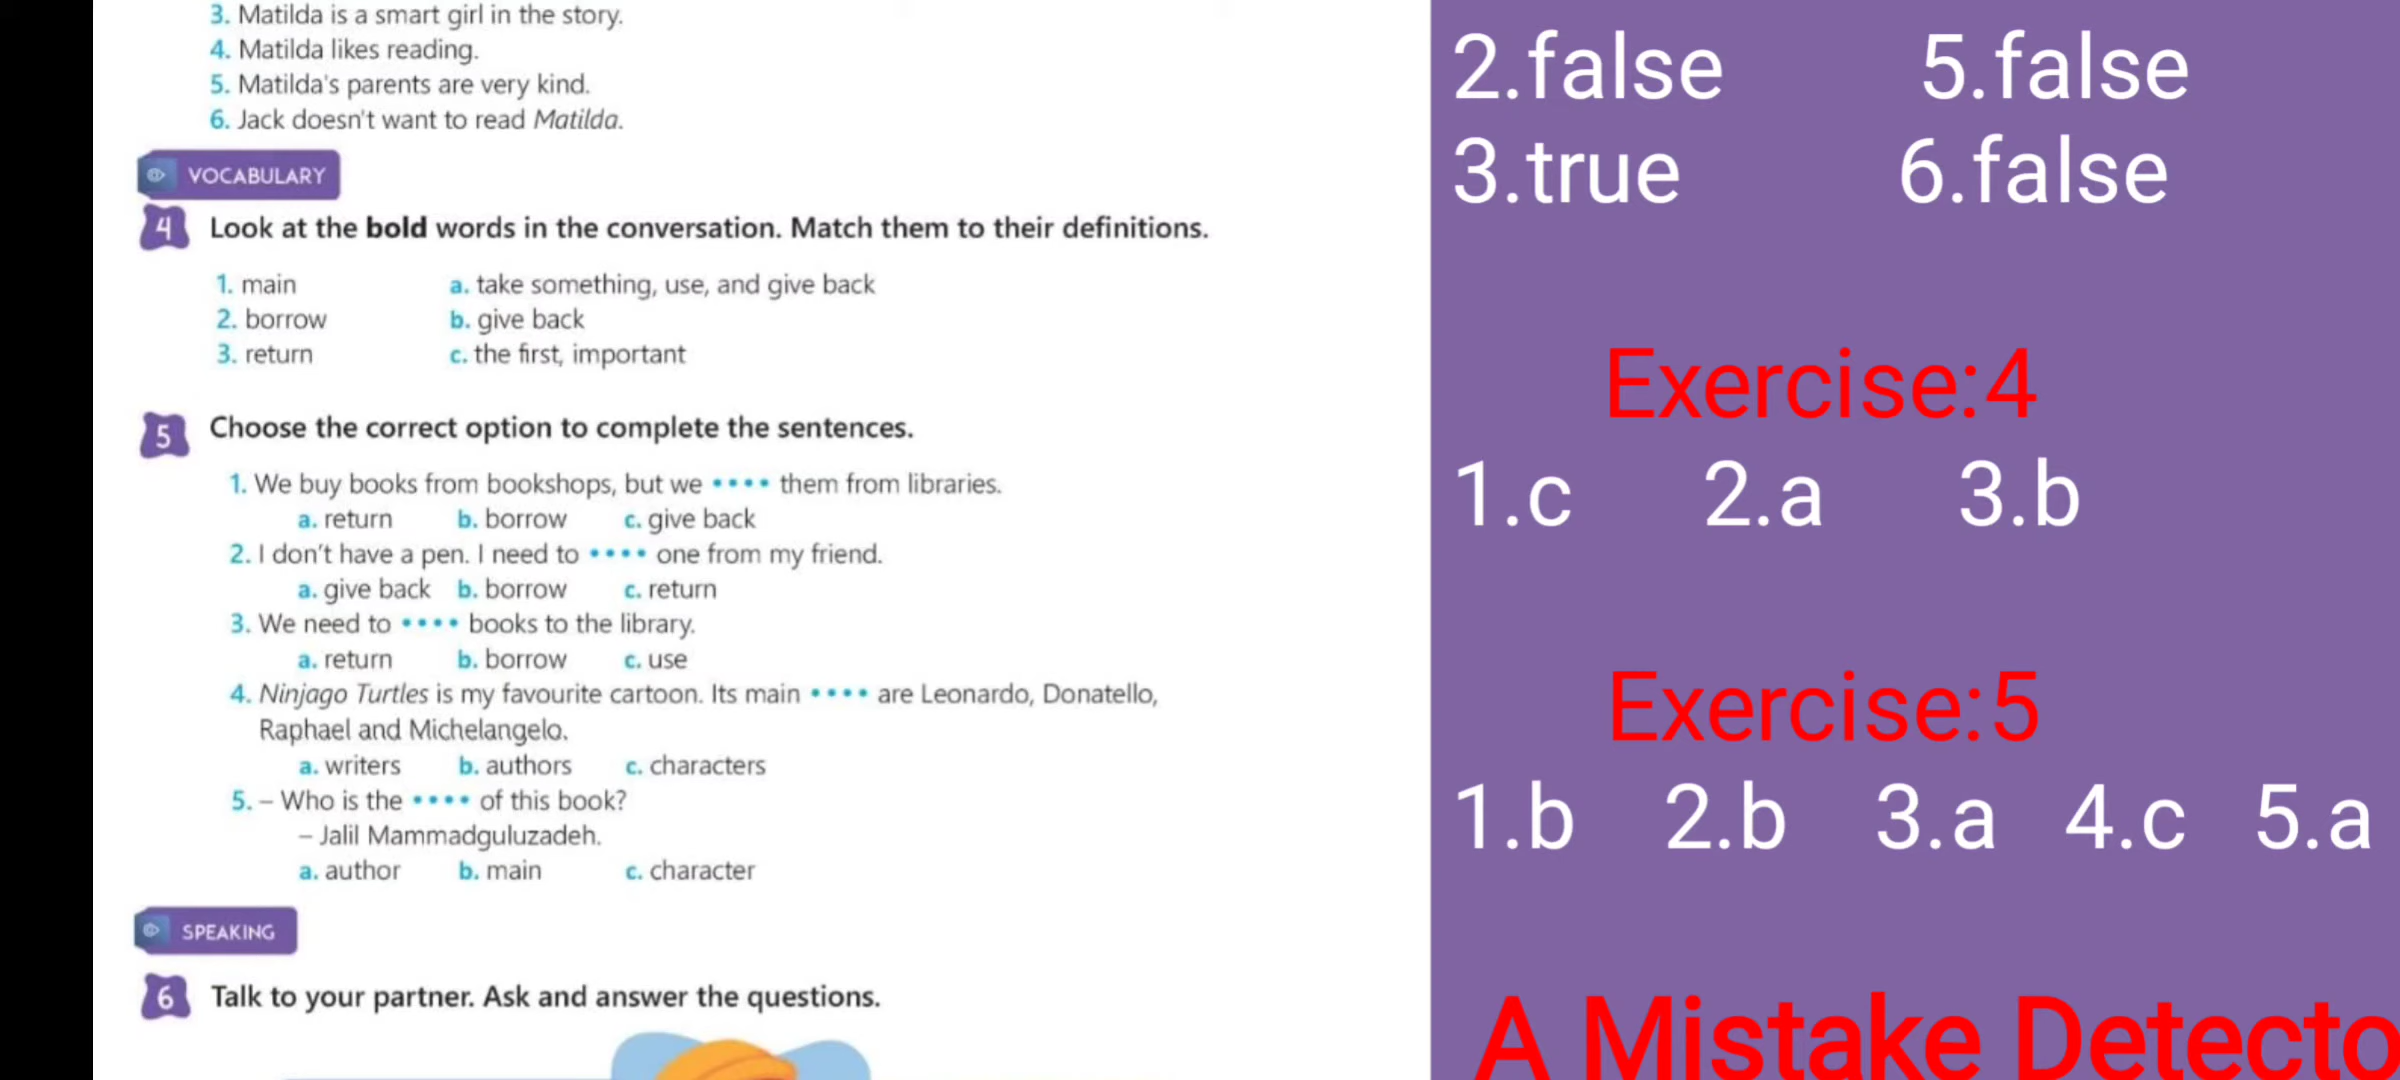 3. Matilda is a smart girl in the story.
4. Matilda likes reading.
5. Matilda's parents are very kind.
6. Jack doesn't want to read Matilda.
VOCABULARY
4 Look at the bold words in the conversation. Match them to their definitions.
1. main a. take something, use, and give back
2. borrow b. give back
3. return c. the first, important
5 Choose the correct option to complete the sentences.
1. We buy books from bookshops, but we •••• them from libraries.
a. return b. borrow c. give back
2. I don't have a pen. I need to •••• one from my friend.
a. give back b. borrow c. return
3. We need to •••• books to the library.
a. return b. borrow c. use
4. Ninjago Turtles is my favourite cartoon. Its main •••• are Leonardo, Donatello,
Raphael and Michelangelo.
a. writers b. authors c. characters
5. – Who is the •••• of this book?
– Jalil Mammadguluzadeh.
a. author b. main c. character
SPEAKING
6 Talk to your partner. Ask and answer the questions.
2.false 5.false
3.true 6.false
Exercise:4
1.c 2.a 3.b
Exercise:5
1.b 2.b 3.a 4.c 5.a
A Mistake Detecto